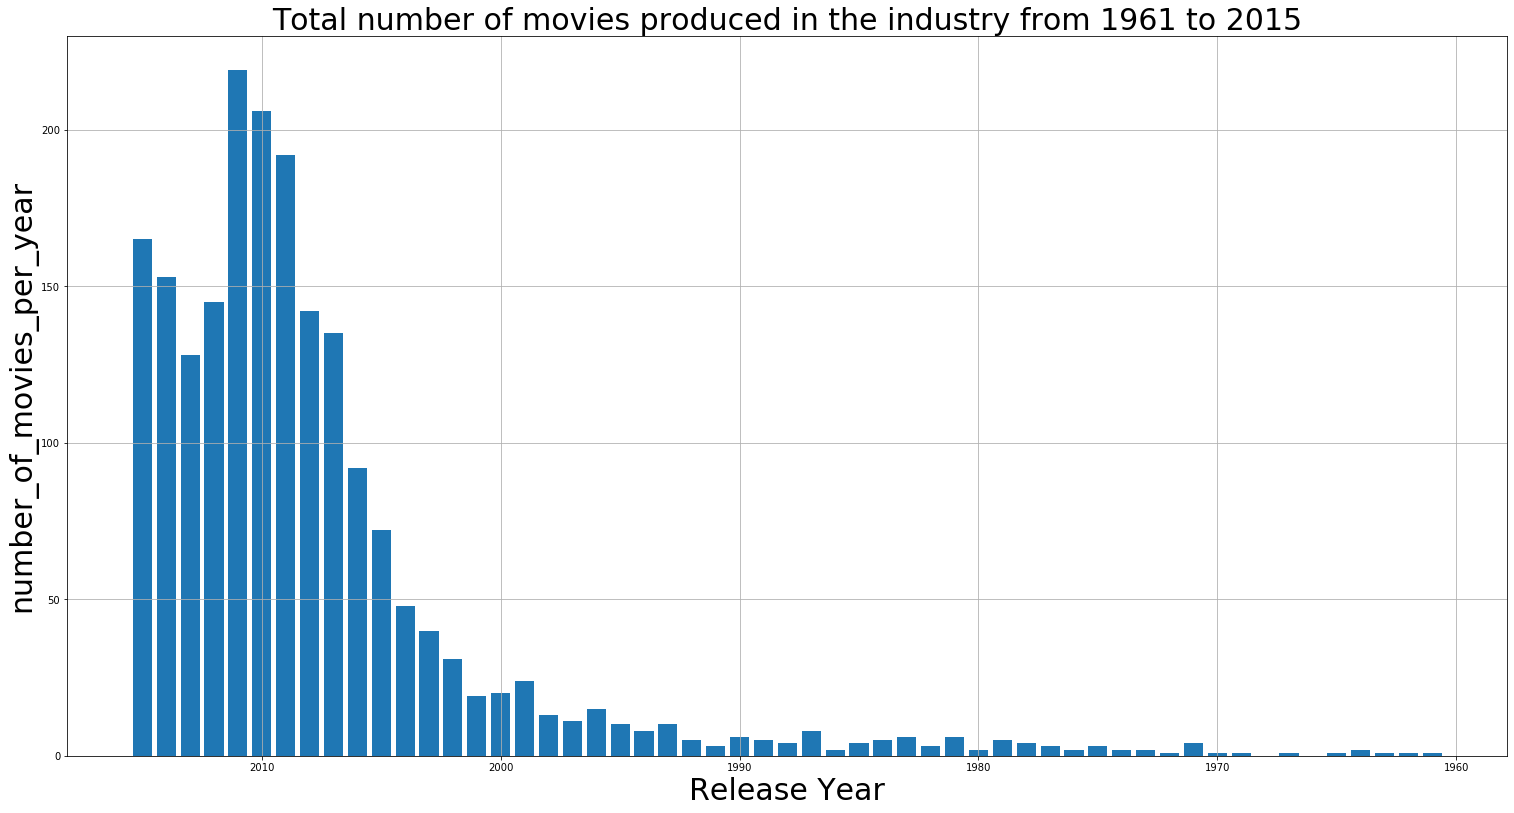 Total number of movies produced in the industry from 1961 to 2015
number_of_movies_per_year
200
150
100
50
0
2010 2000 1990 1980 1970 1960
Release Year